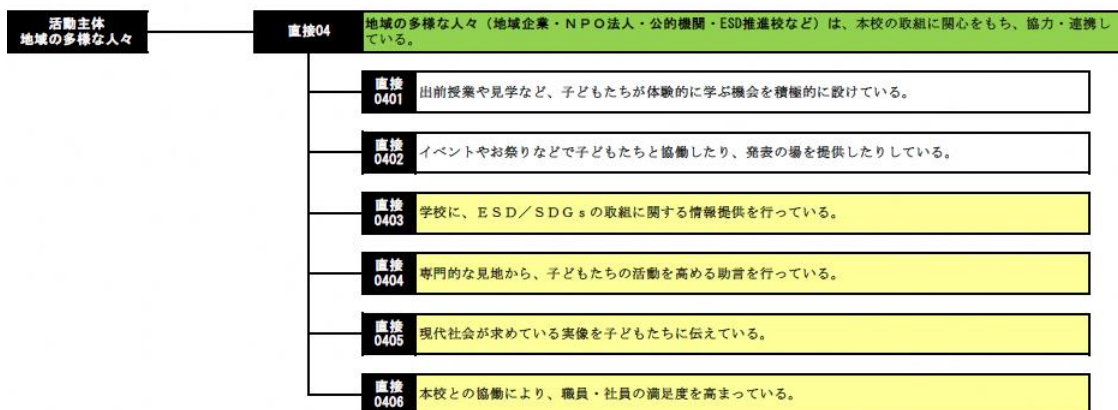 活動主体
地域の多様な人々
直接04
地域の多様な人々（地域企業・ＮＰＯ法人・公的機関・ESD推進校など）は、本校の取組に関心をもち、協力・連携し
ている。
直接
0401
出前授業や見学など、子どもたちが体験的に学ぶ機会を積極的に設けている。
直接
0402
イベントやお祭りなどで子どもたちと協働したり、発表の場を提供したりしている。
直接
0403
学校に、ＥＳＤ／ＳＤＧｓの取組に関する情報提供を行っている。
直接
0404
専門的な見地から、子どもたちの活動を高める助言を行っている。
直接
0405
現代社会が求めている実像を子どもたちに伝えている。
直接
0406
本校との協働により、職員・社員の満足度を高まっている。